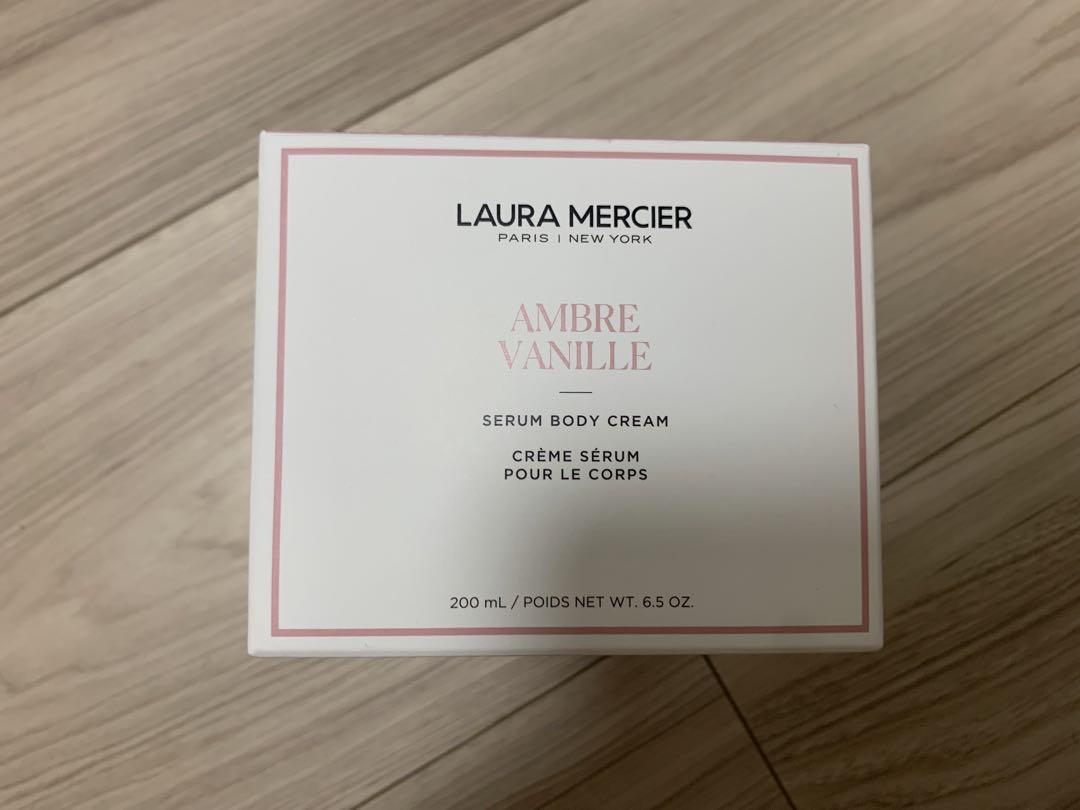 LAURA MERCIER
PARIS | NEW YORK
AMBRE
VANILLE
SERUM BODY CREAM
CRÈME SÉRUM
POUR LE CORPS
200 mL / POIDS NET WT. 6.5 OZ.